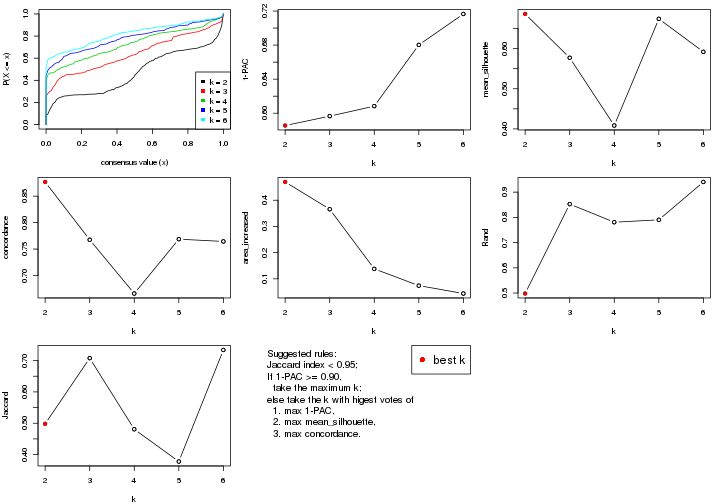 P(X <= x)
0.0 0.2 0.4 0.6 0.8 1.0
0.0 0.2 0.4 0.6 0.8 1.0
consensus value (x)
k = 2
k = 3
k = 4
k = 5
k = 6
1-PAC
0.60 0.64 0.68 0.72
2 3 4 5 6
k
mean_silhouette
0.40 0.50 0.60
2 3 4 5 6
k
concordance
0.70 0.75 0.80 0.85
2 3 4 5 6
k
area_increased
0.1 0.2 0.3 0.4
2 3 4 5 6
k
Rand
0.5 0.6 0.7 0.8 0.9
2 3 4 5 6
k
Jaccard
0.40 0.50 0.60 0.70
2 3 4 5 6
k
Suggested rules:
Jaccard index < 0.95;
If 1-PAC >= 0.90,
take the maximum k;
else take the k with higest votes of
1. max 1-PAC,
2. max mean_silhouette,
3. max concordance.
best k